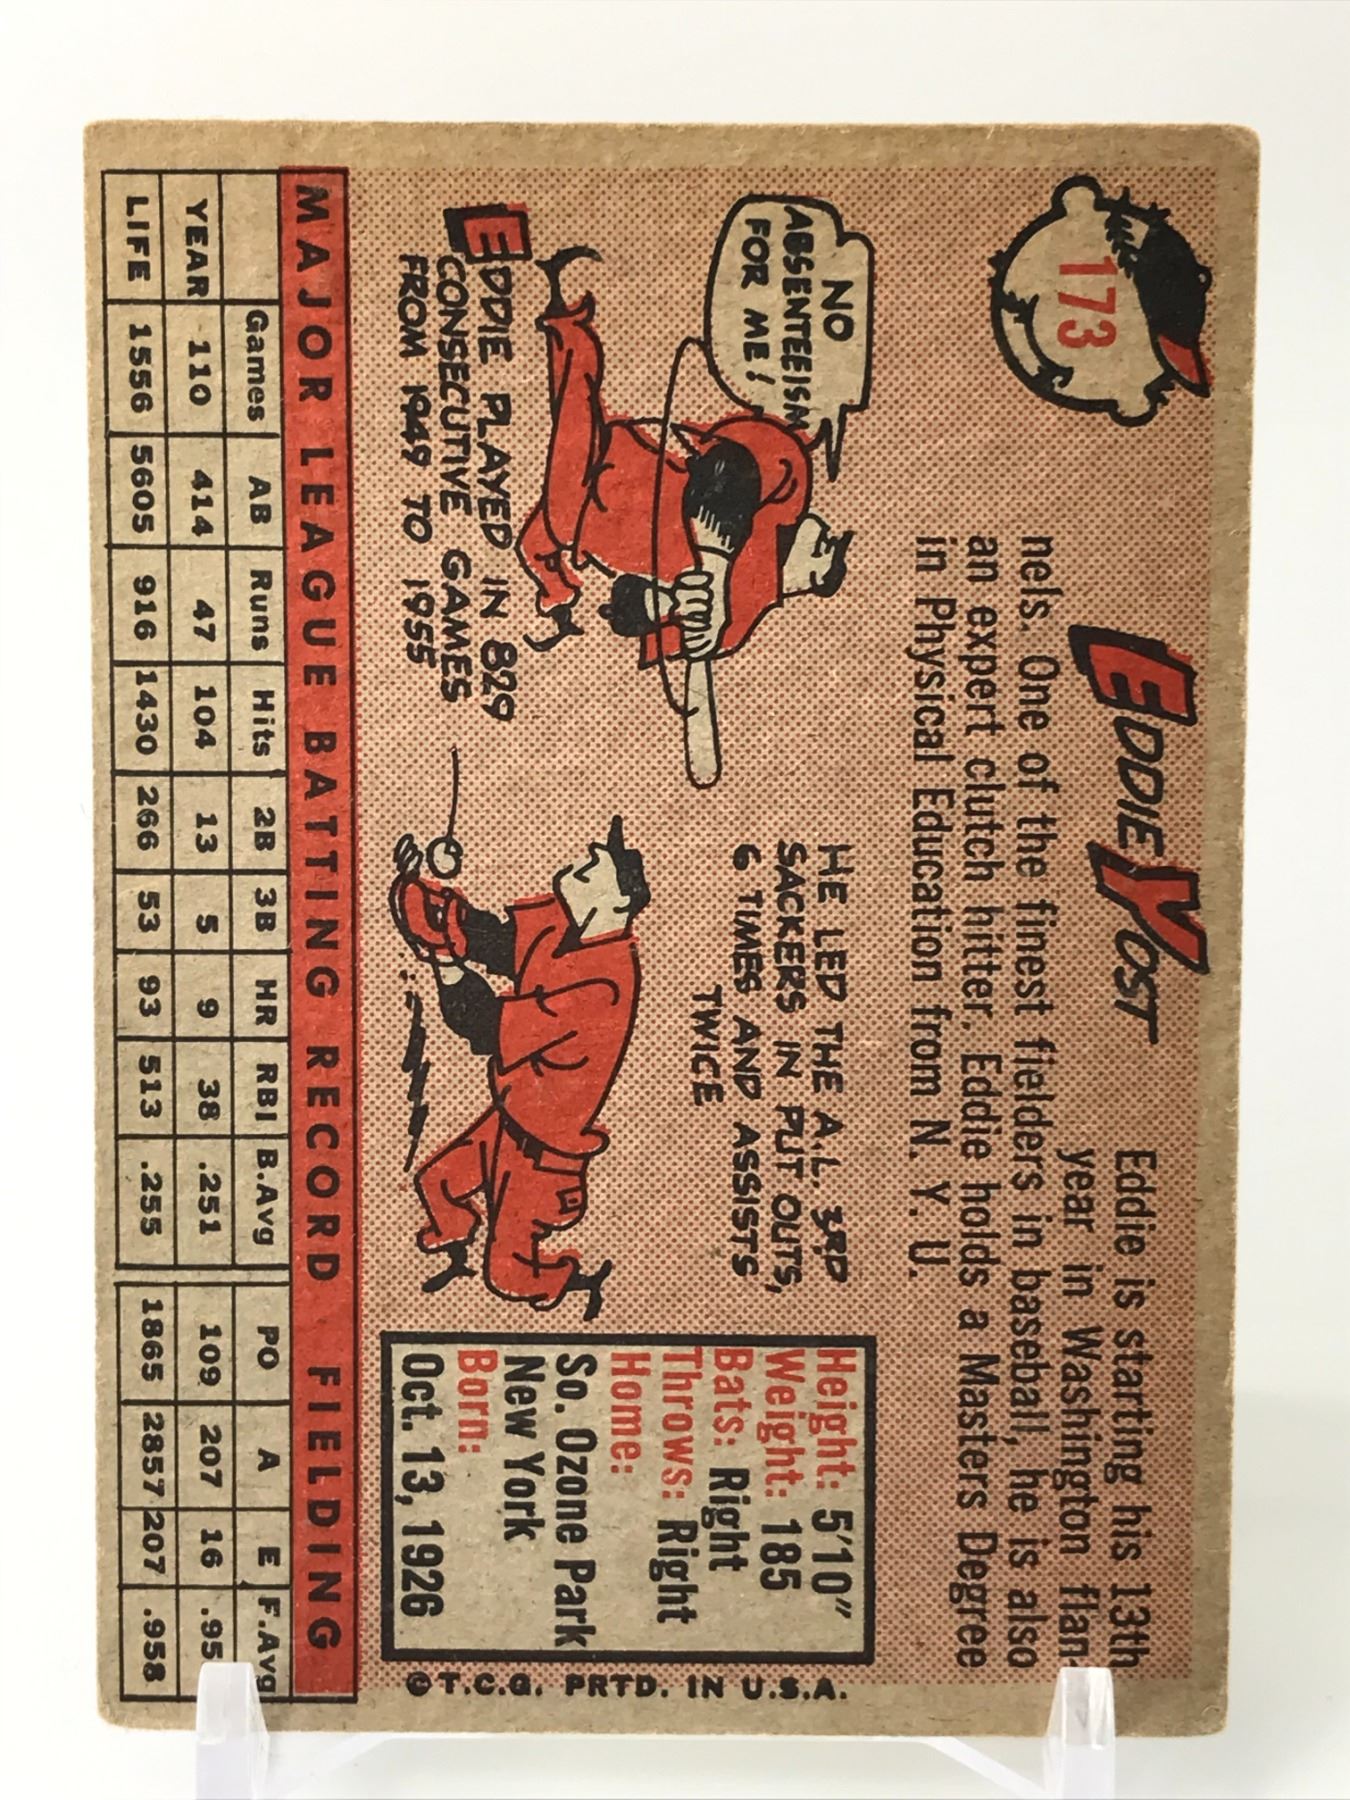 173
EDDIE YOST
Eddie is starting his 13th
year in Washington flan-
nels. One of the finest fielders in baseball, he is also
an expert clutch hitter. Eddie holds a Masters Degree
in Physical Education from N. Y. U.
NO
ABSENTEEISM
FOR ME!
EDDIE PLAYED IN 829
CONSECUTIVE GAMES
FROM 1949 TO 1955
HE LED THE A.L. 3RD
SACKERS IN PUT OUTS,
6 TIMES AND ASSISTS
TWICE
Height: 5'10"
Weight: 185
Bats: Right
Throws: Right
Home:
So. Ozone Park
New York
Born:
Oct. 13, 1926
© T.C.G. PRTD. IN U.S.A.
MAJOR LEAGUE BATTING RECORD FIELDING
Games AB Runs Hits 2B 3B HR RBI B.Avg PO A E F.Avg
YEAR 110 414 47 104 13 5 9 38 .251 109 207 16 .95
LIFE 1556 5605 916 1430 266 53 93 513 .255 1865 2857 207 .958